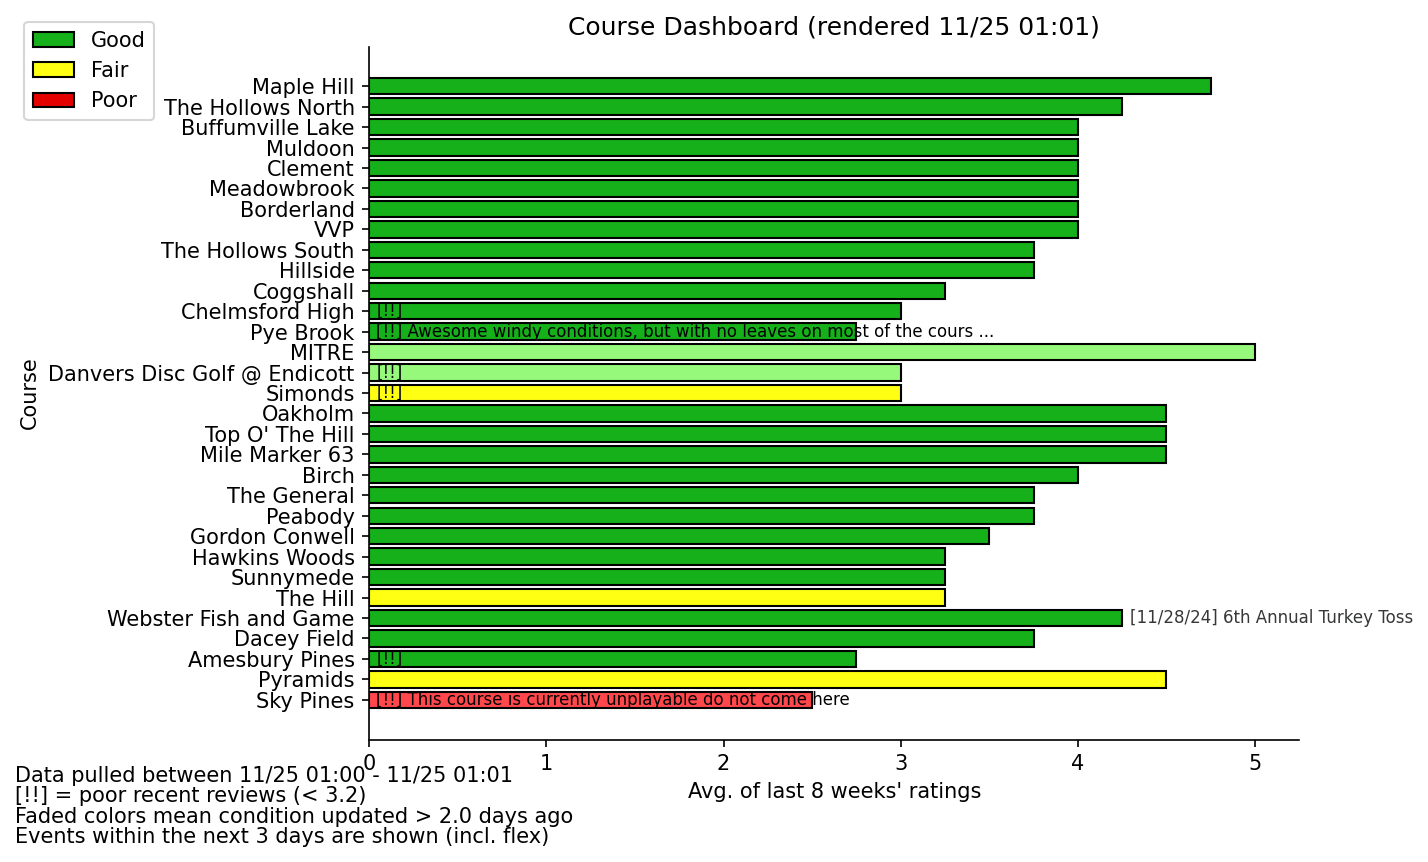 Course Dashboard (rendered 11/25 01:01)
Good
Fair
Poor
Course
Maple Hill
The Hollows North
Buffumville Lake
Muldoon
Clement
Meadowbrook
Borderland
VVP
The Hollows South
Hillside
Coggshall
Chelmsford High [!!]
Pye Brook [!!] Awesome windy conditions, but with no leaves on most of the cours ...
MITRE
Danvers Disc Golf @ Endicott [!!]
Simonds [!!]
Oakholm
Top O' The Hill
Mile Marker 63
Birch
The General
Peabody
Gordon Conwell
Hawkins Woods
Sunnymede
The Hill
Webster Fish and Game [11/28/24] 6th Annual Turkey Toss
Dacey Field
Amesbury Pines [!!]
Pyramids
Sky Pines [!!] This course is currently unplayable do not come here
0 1 2 3 4 5
Avg. of last 8 weeks' ratings
Data pulled between 11/25 01:00 - 11/25 01:01
[!!] = poor recent reviews (< 3.2)
Faded colors mean condition updated > 2.0 days ago
Events within the next 3 days are shown (incl. flex)